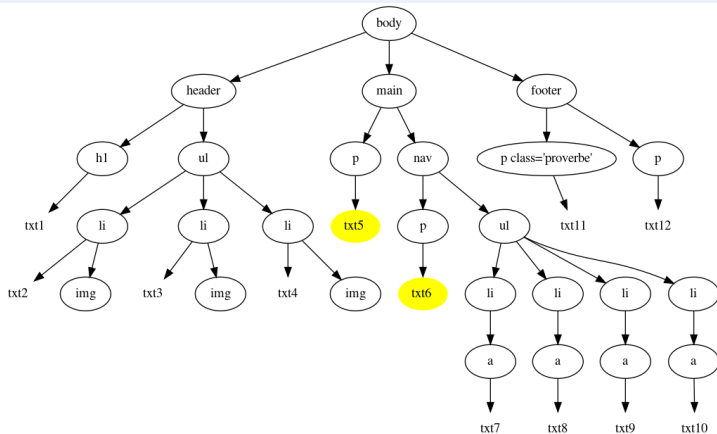 body
header main footer
h1 ul p nav p class='proverbe' p
txt1 li li li txt5 p ul txt11 txt12
txt2 img txt3 img txt4 img txt6 li li li li
a a a a
txt7 txt8 txt9 txt10